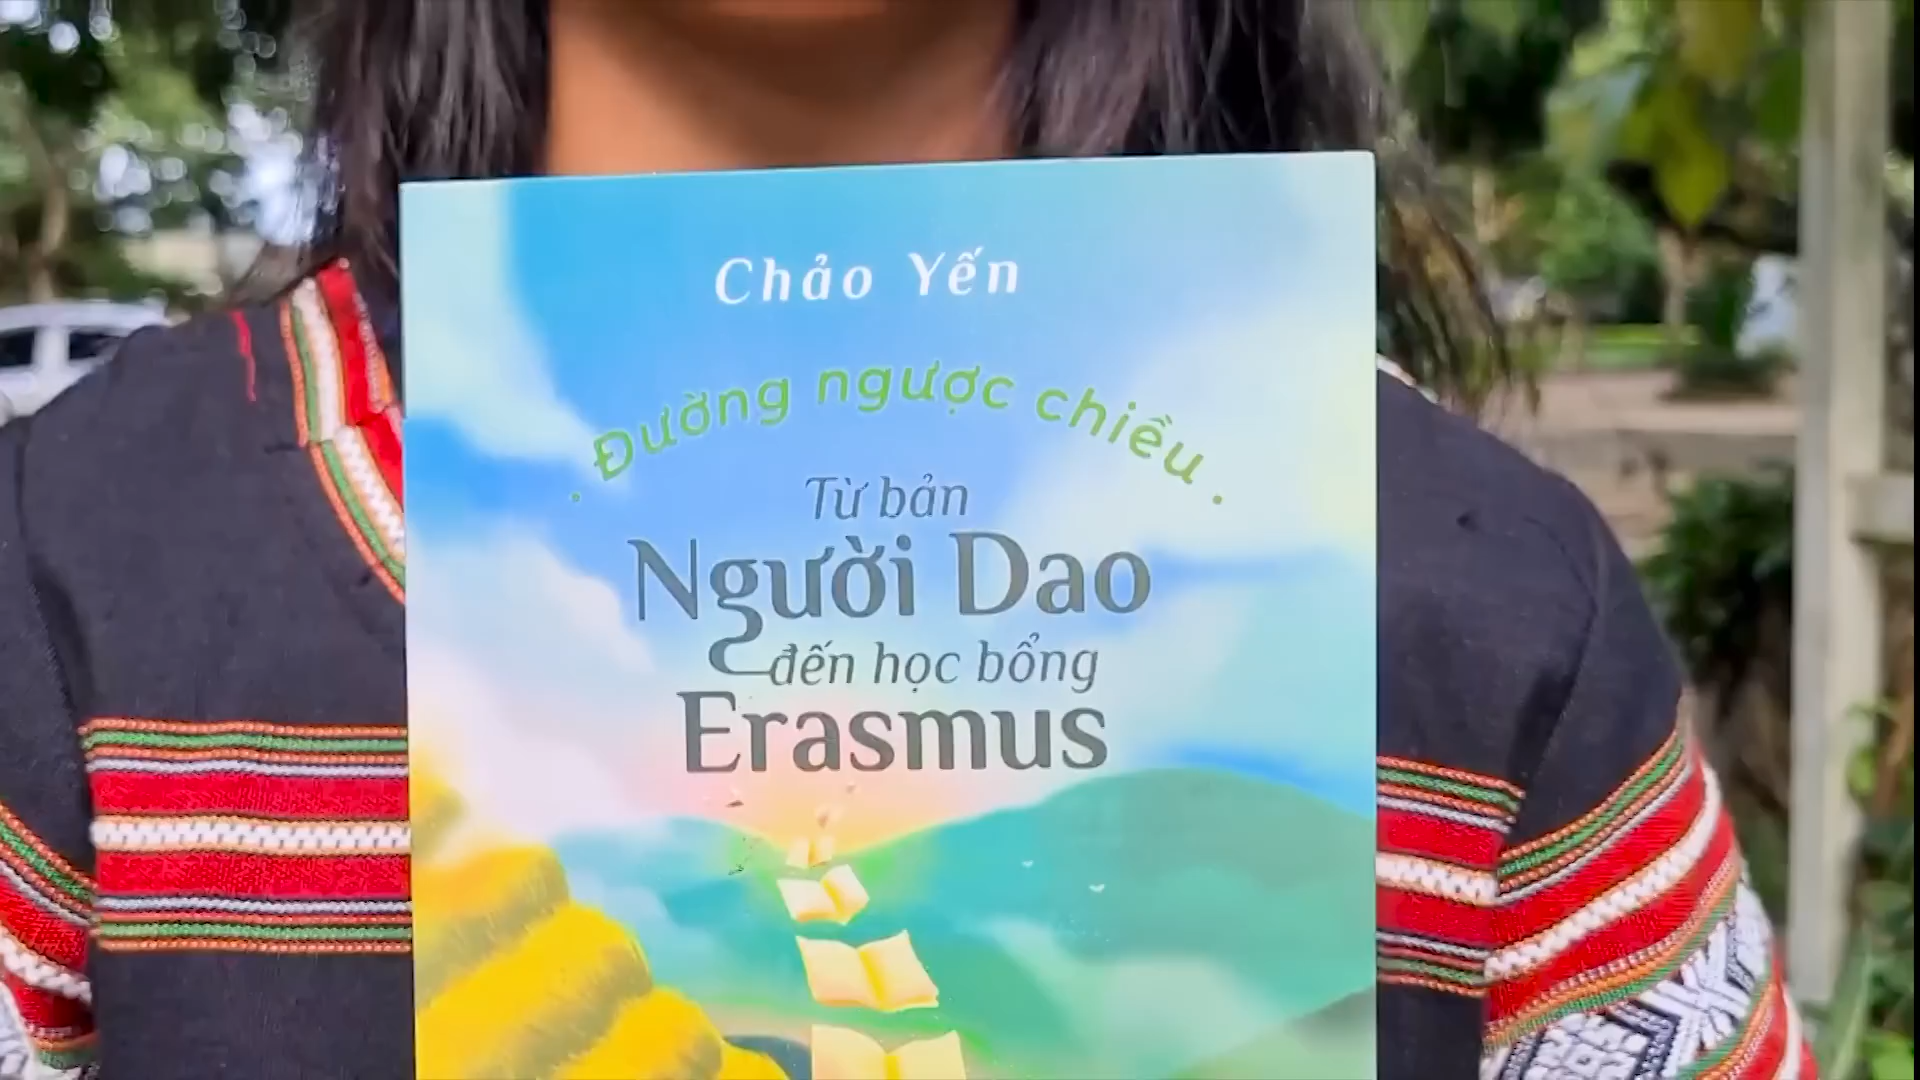 Chảo Yến
Đường ngược chiều
Từ bản
Người Dao
đến học bổng
Erasmus